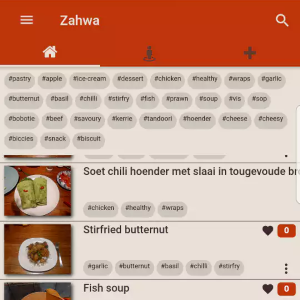 Zahwa
#pastry #apple #ice-cream #dessert #chicken #healthy #wraps #garlic
#butternut #basil #chilli #stirfry #fish #prawn #soup #vis #sop
#bobotie #beef #savoury #kerrie #tandoori #hoender #cheese #cheesy
#biccies #snack #biscuit
Soet chili hoender met slaai in tougevoude br
#chicken #healthy #wraps
Stirfried butternut
0
#garlic #butternut #basil #chilli #stirfry
Fish soup
0